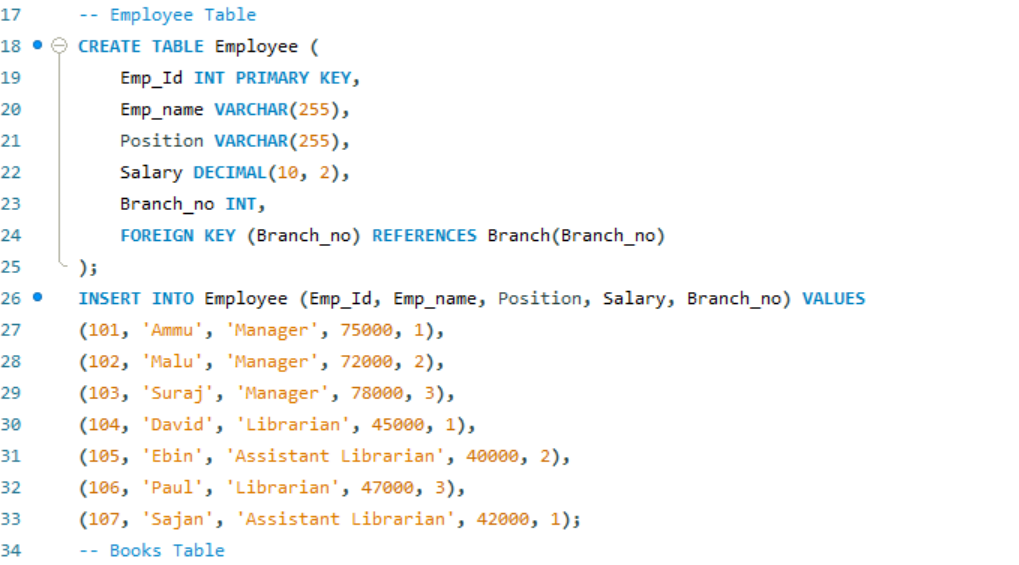 17 -- Employee Table
18 CREATE TABLE Employee (
19 Emp_Id INT PRIMARY KEY,
20 Emp_name VARCHAR(255),
21 Position VARCHAR(255),
22 Salary DECIMAL(10, 2),
23 Branch_no INT,
24 FOREIGN KEY (Branch_no) REFERENCES Branch(Branch_no)
25 );
26 INSERT INTO Employee (Emp_Id, Emp_name, Position, Salary, Branch_no) VALUES
27 (101, 'Ammu', 'Manager', 75000, 1),
28 (102, 'Malu', 'Manager', 72000, 2),
29 (103, 'Suraj', 'Manager', 78000, 3),
30 (104, 'David', 'Librarian', 45000, 1),
31 (105, 'Ebin', 'Assistant Librarian', 40000, 2),
32 (106, 'Paul', 'Librarian', 47000, 3),
33 (107, 'Sajan', 'Assistant Librarian', 42000, 1);
34 -- Books Table